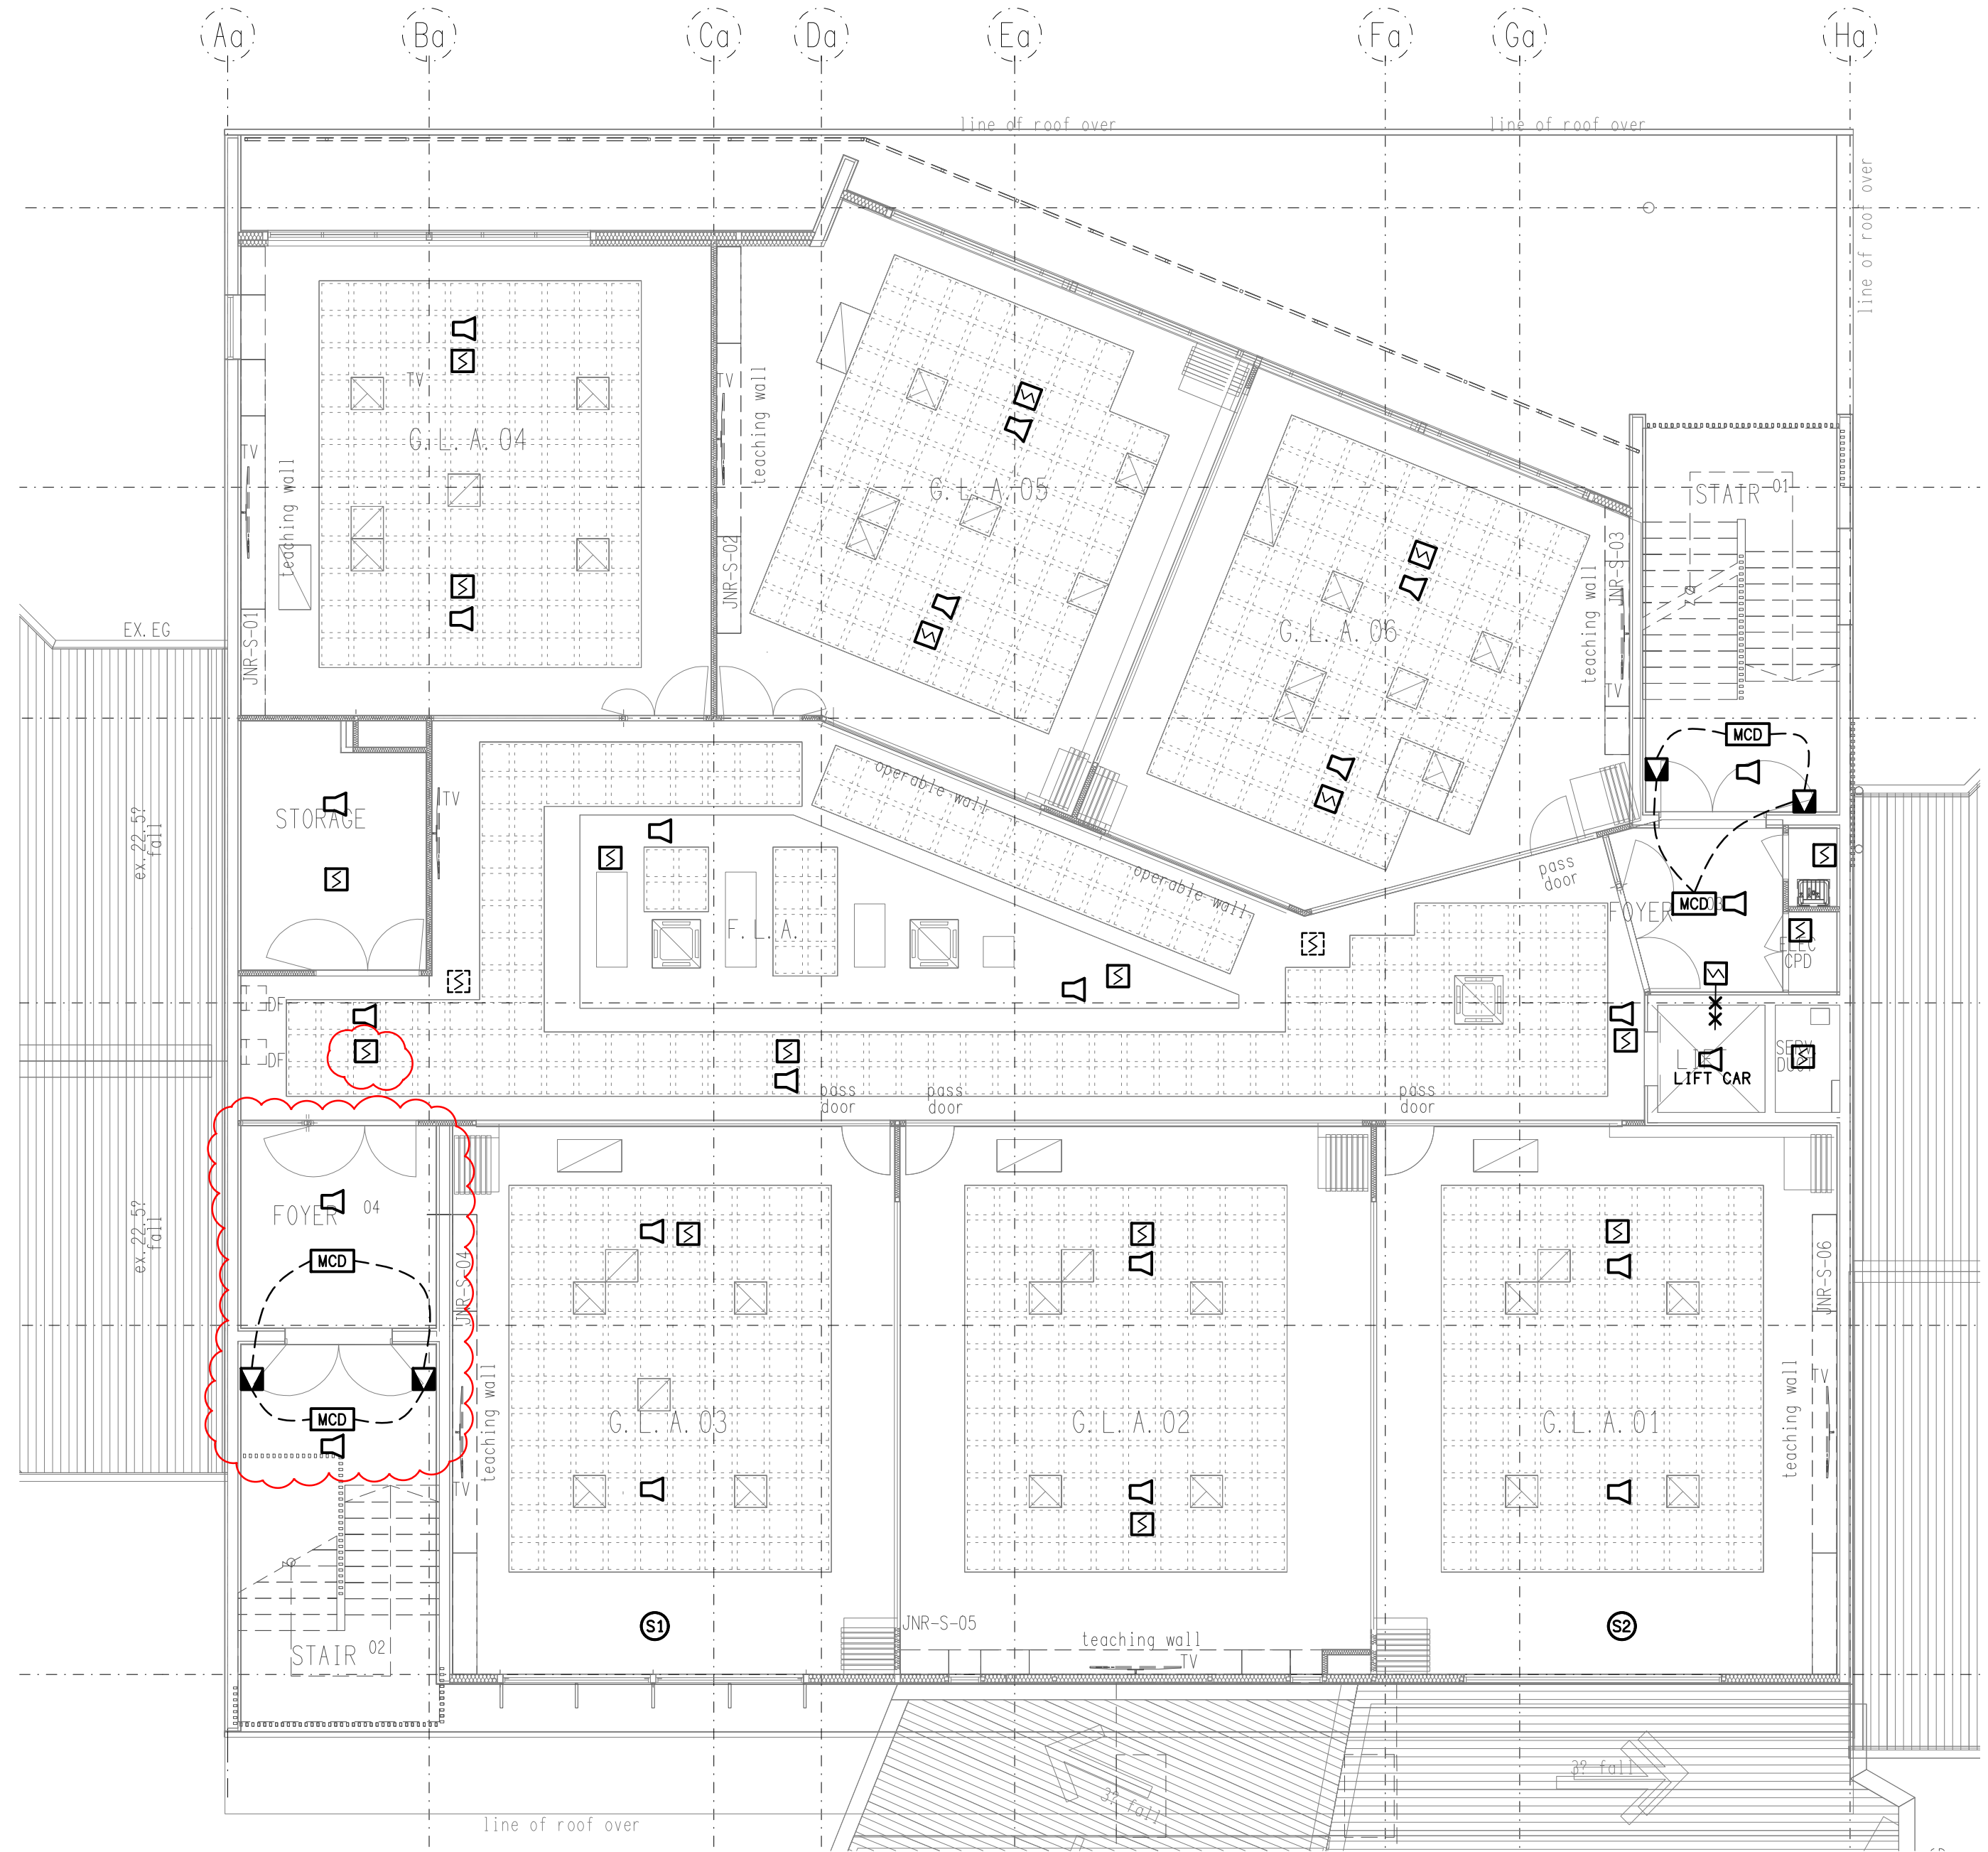 Aa
Ba
Ca
Da
Ea
Fa
Ga
Ha
line of roof over
line of roof over
line of roof over
TV
TV
teaching wall
G.L.A.04
TV
teaching wall
JNR-S-01
JNR-S-02
G.L.A.05
STAIR 01
JNR-S-03
teaching wall
TV
G.L.A.06
EX.EG
MCD
operable wall
TV
STORAGE
ex.22.5?
fall
operable wall
pass
door
F.L.A.
FOYER 03
MCD
ELEC
CPD
DF
DF
LIFT
LIFT CAR
SERV.
DUCT
pass
door
pass
door
pass
door
FOYER 04
ex.22.5?
fall
MCD
JNR-S-04
JNR-S-06
MCD
teaching wall
TV
G.L.A.03
G.L.A.02
G.L.A.01
teaching wall
TV
S1
S2
STAIR 02
JNR-S-05
teaching wall
TV
3? fall
3? fall
line of roof over